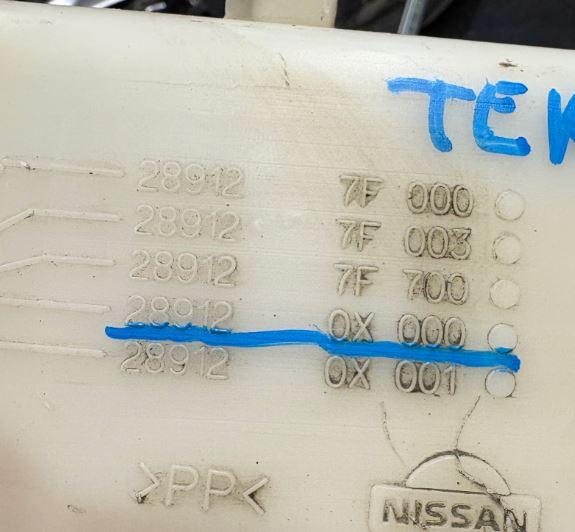 TEK
28912 7F 000
28912 7F 003
28912 7F 700
28912 0X 000
28912 0X 001
>PP<
NISSAN